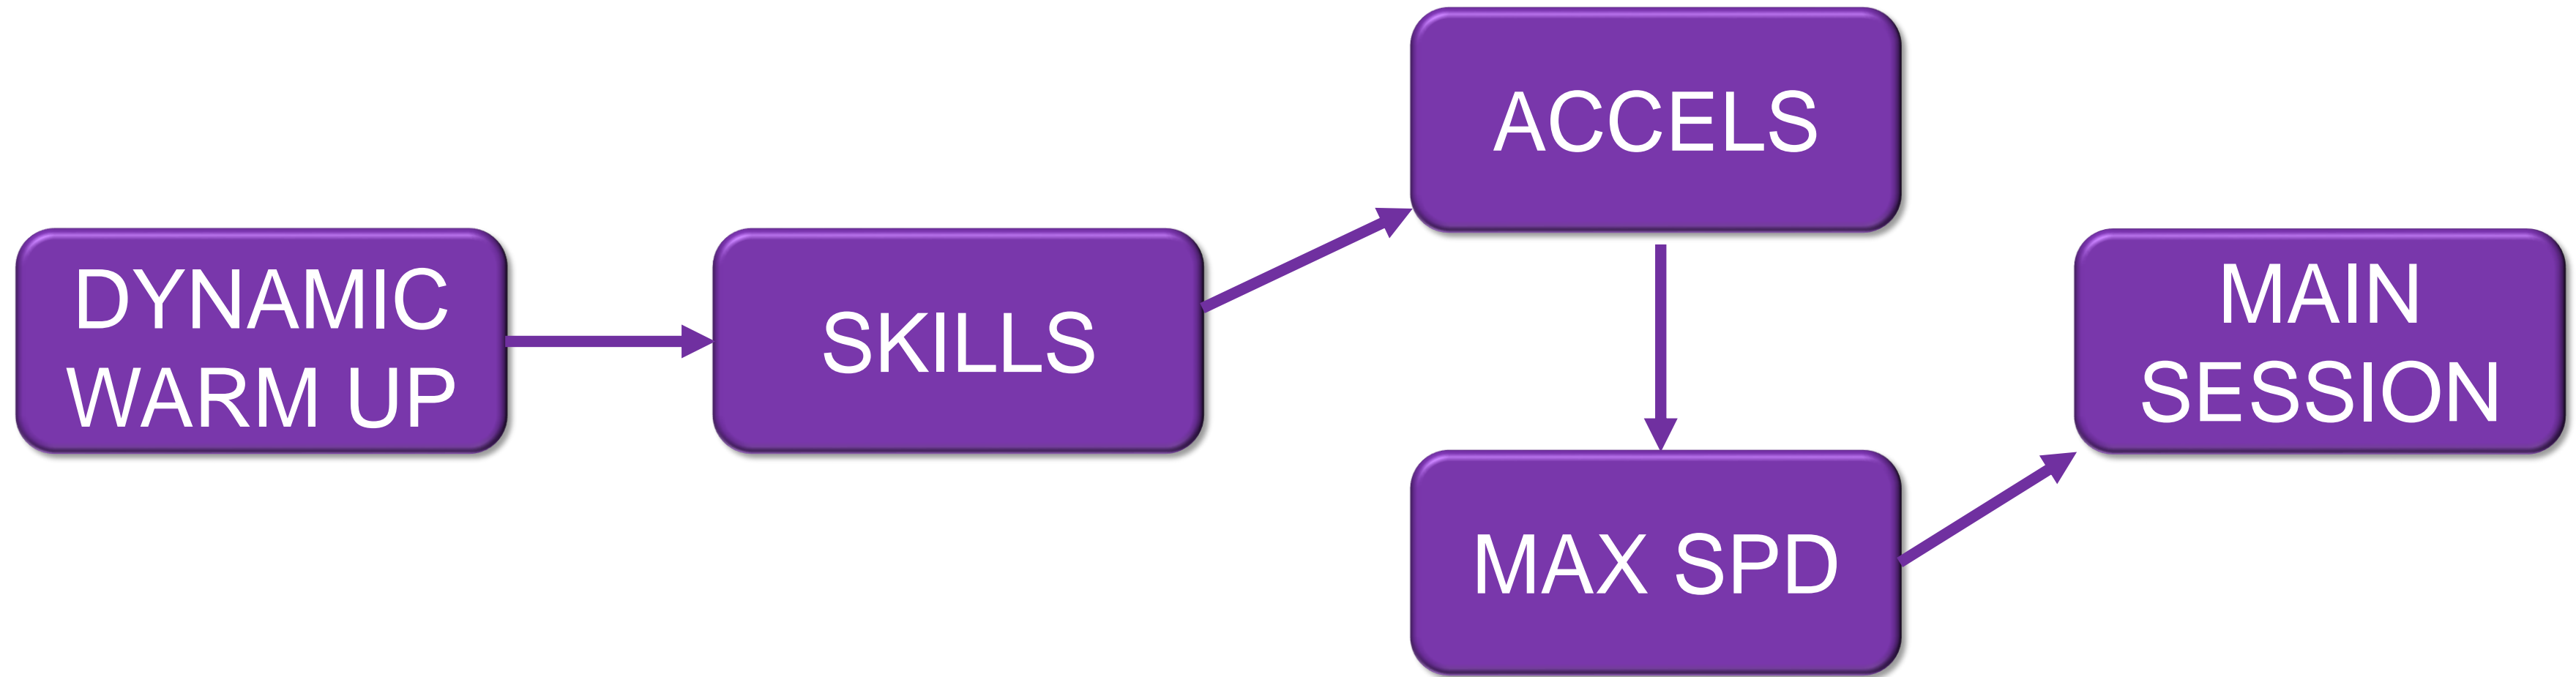 DYNAMIC
WARM UP
SKILLS
ACCELS
MAX SPD
MAIN
SESSION